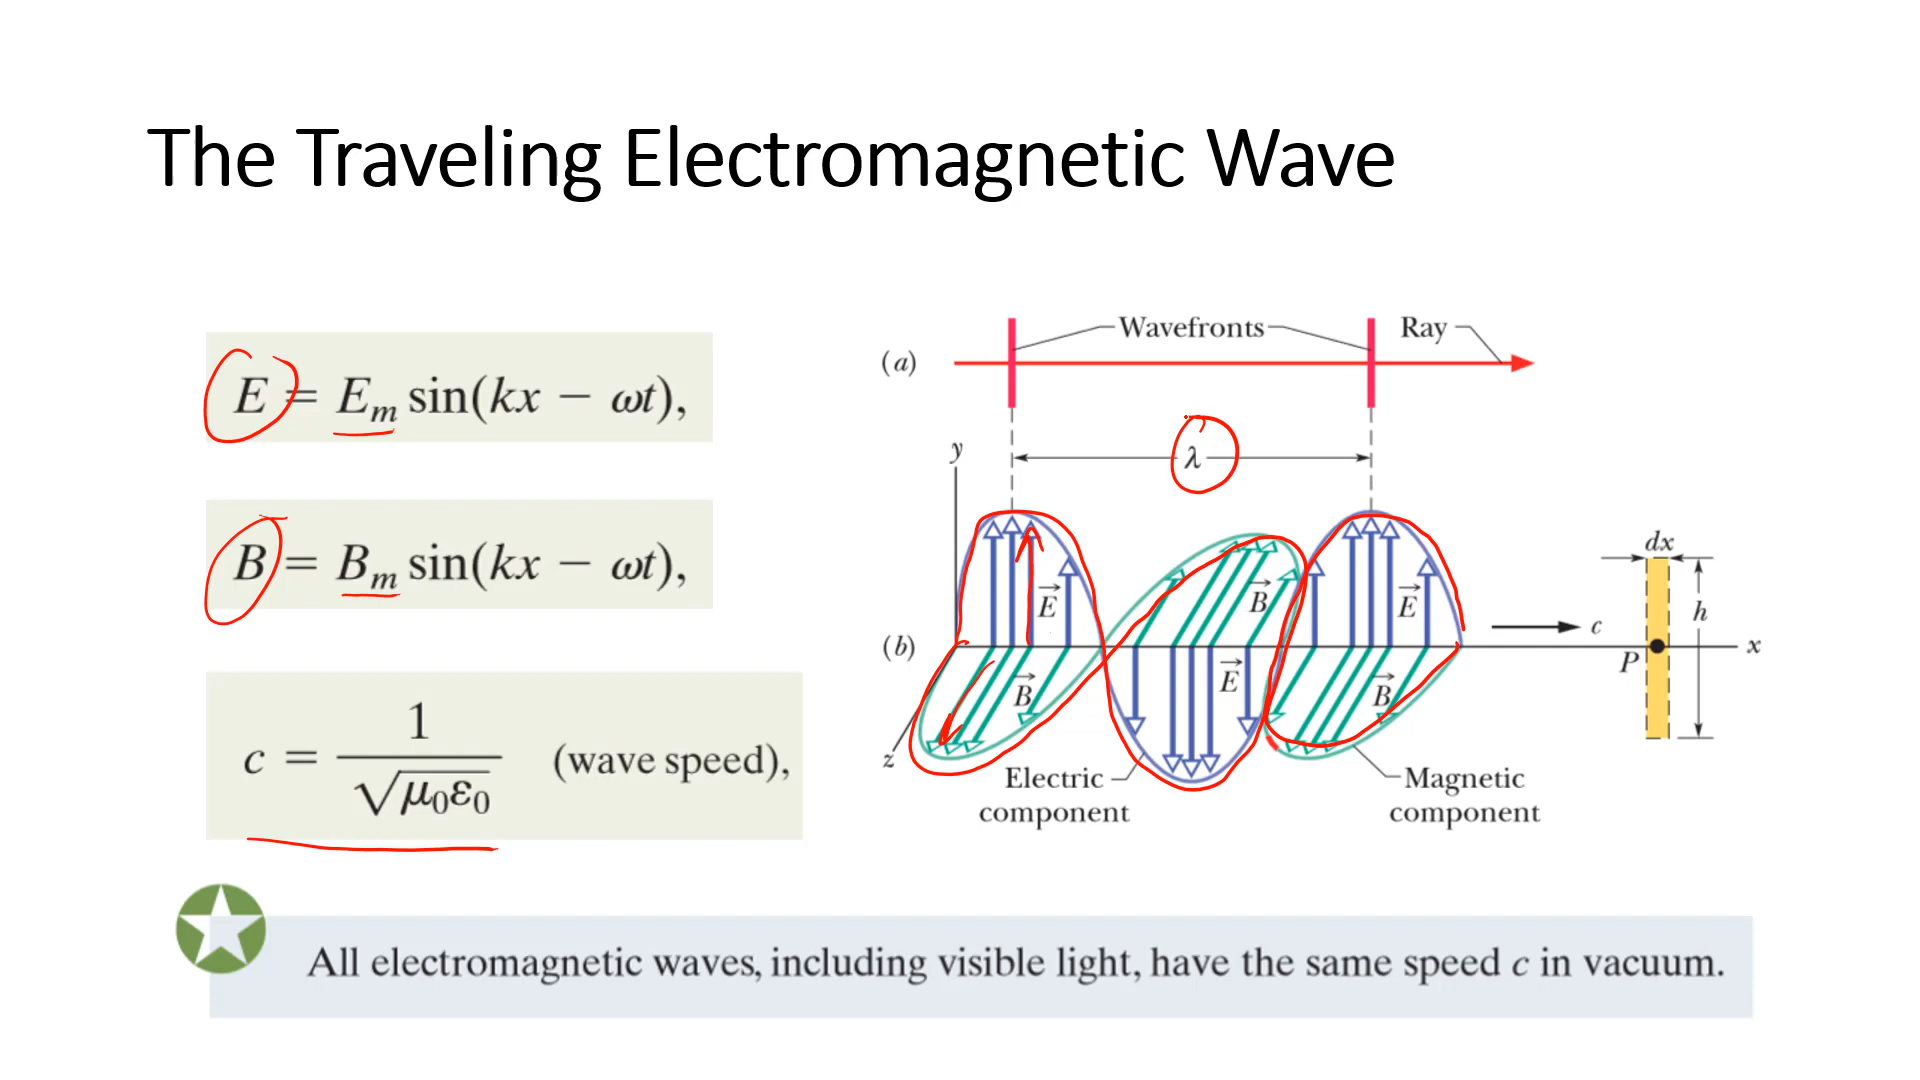 The Traveling Electromagnetic Wave
E = E_m sin(kx − ωt),
B = B_m sin(kx − ωt),
c = 1/√μ₀ε₀ (wave speed),
(a)
Wavefronts
Ray
λ
y
(b)
z
E
B
E
B
E
B
Electric
component
Magnetic
component
c
P
dx
h
x
All electromagnetic waves, including visible light, have the same speed c in vacuum.